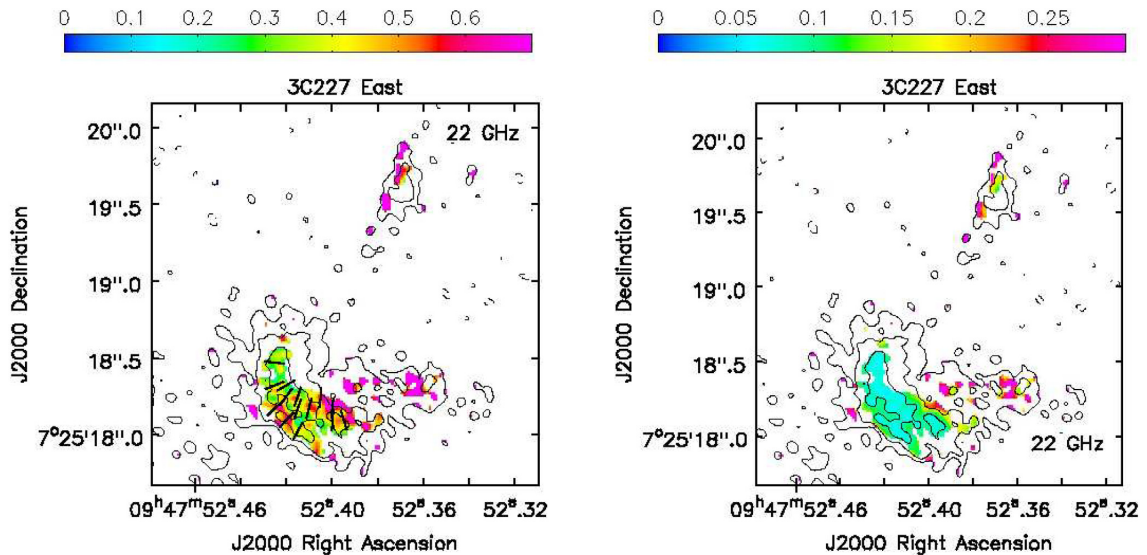 0 0.1 0.2 0.3 0.4 0.5 0.6
3C227 East
22 GHz
20".0
19".5
19".0
18".5
7°25'18".0
J2000 Declination
09ʰ47ᵐ52ˢ.44 52ˢ.40 52ˢ.36 52ˢ.32
J2000 Right Ascension
0 0.05 0.1 0.15 0.2 0.25
3C227 East
20".0
19".5
19".0
18".5
7°25'18".0
22 GHz
J2000 Declination
09ʰ47ᵐ52ˢ.44 52ˢ.40 52ˢ.36 52ˢ.32
J2000 Right Ascension